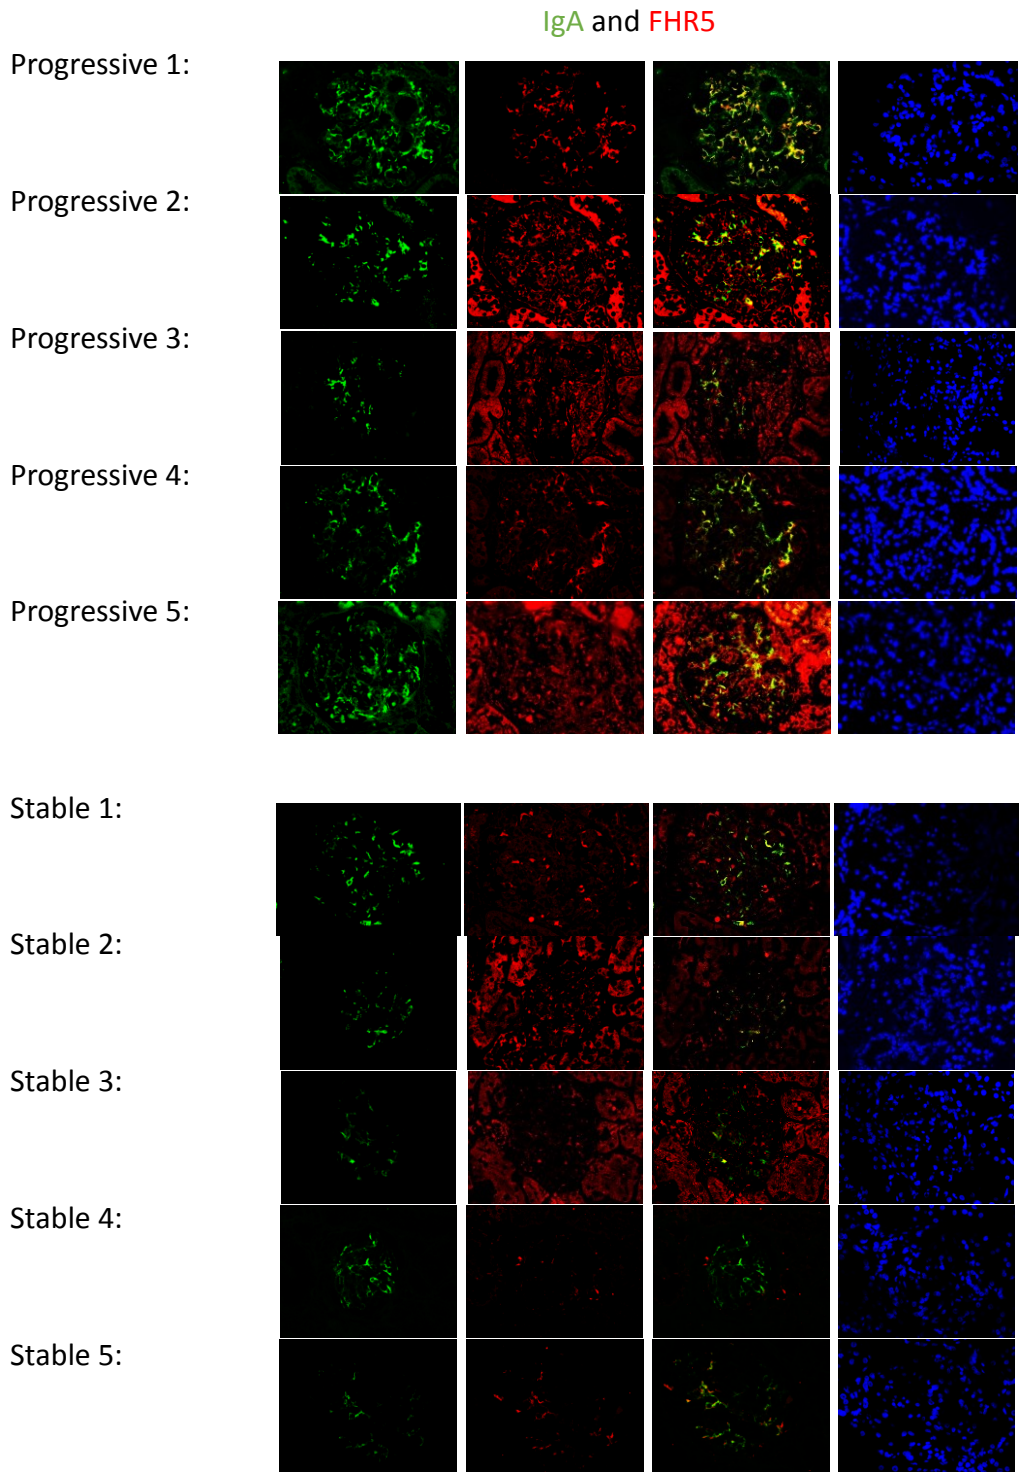 IgA and FHR5
Progressive 1:
Progressive 2:
Progressive 3:
Progressive 4:
Progressive 5:
Stable 1:
Stable 2:
Stable 3:
Stable 4:
Stable 5: